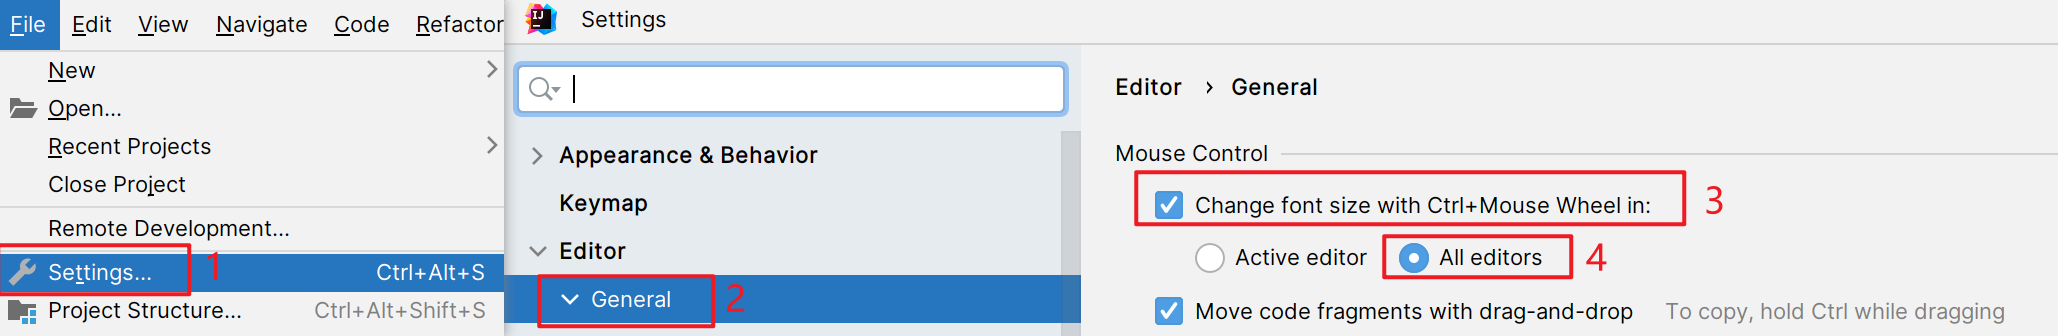 File Edit View Navigate Code Refactor
New
Open...
Recent Projects
Close Project
Remote Development...
Settings... Ctrl+Alt+S 1
Project Structure... Ctrl+Alt+Shift+S
IJ Settings
Appearance & Behavior
Keymap
Editor
General 2
Editor › General
Mouse Control
Change font size with Ctrl+Mouse Wheel in: 3
Active editor All editors 4
Move code fragments with drag-and-drop To copy, hold Ctrl while dragging